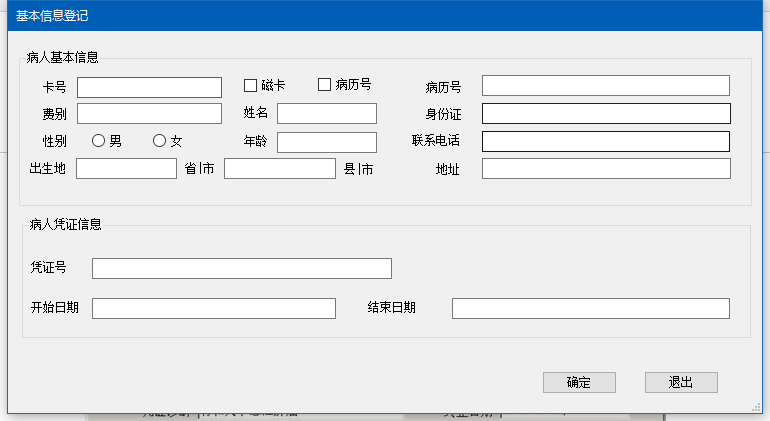 基本信息登记
病人基本信息
卡号 磁卡 病历号 病历号
费别 姓名 身份证
性别 男 女 年龄 联系电话
出生地 省|市 县|市 地址
病人凭证信息
凭证号
开始日期 结束日期
确定 退出